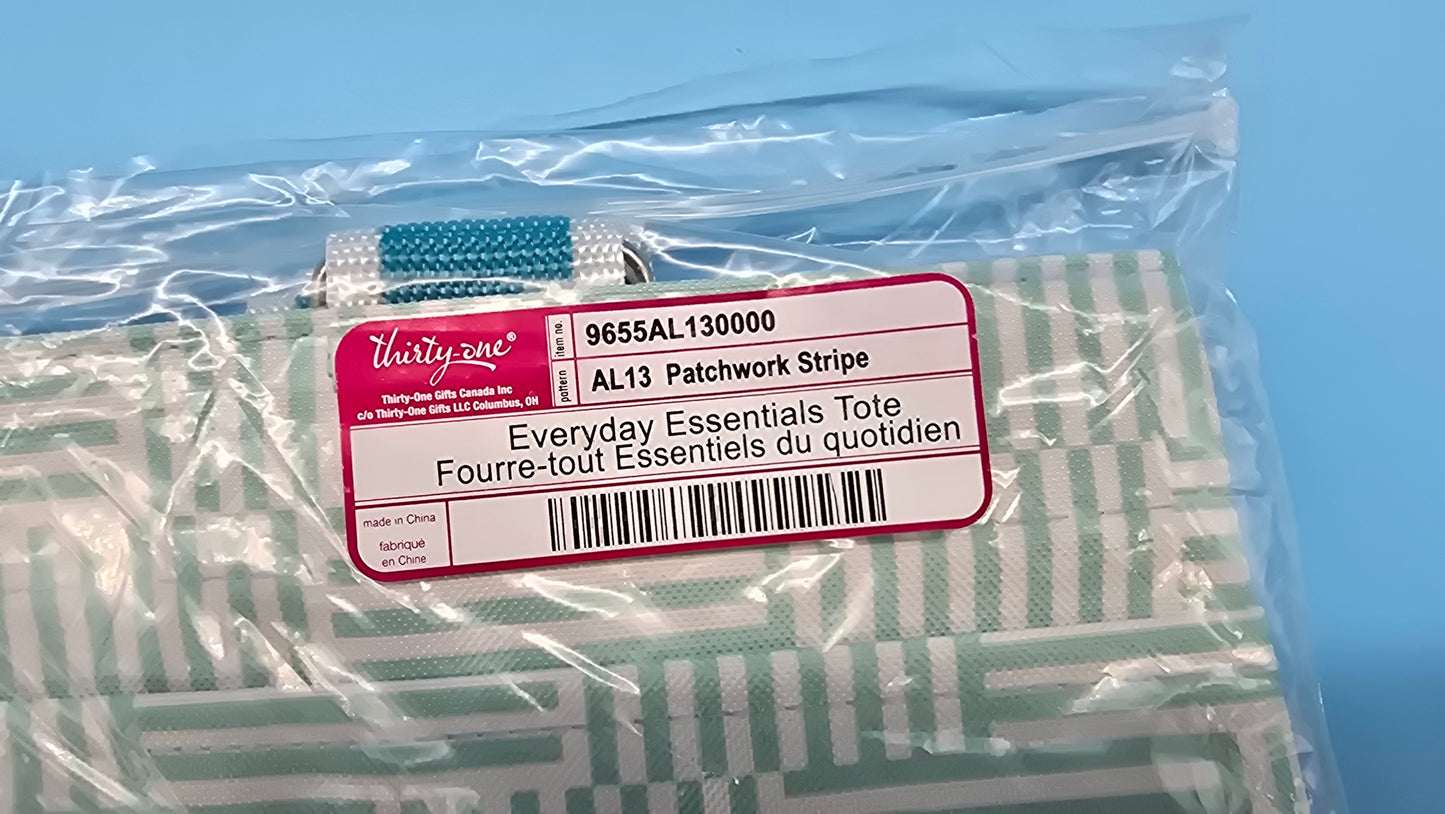 thirty-one®
Thirty-One Gifts Canada Inc
c/o Thirty-One Gifts LLC Columbus, OH
item no.
9655AL130000
pattern
AL13 Patchwork Stripe
Everyday Essentials Tote
Fourre-tout Essentiels du quotidien
made in China
fabriqué
en Chine